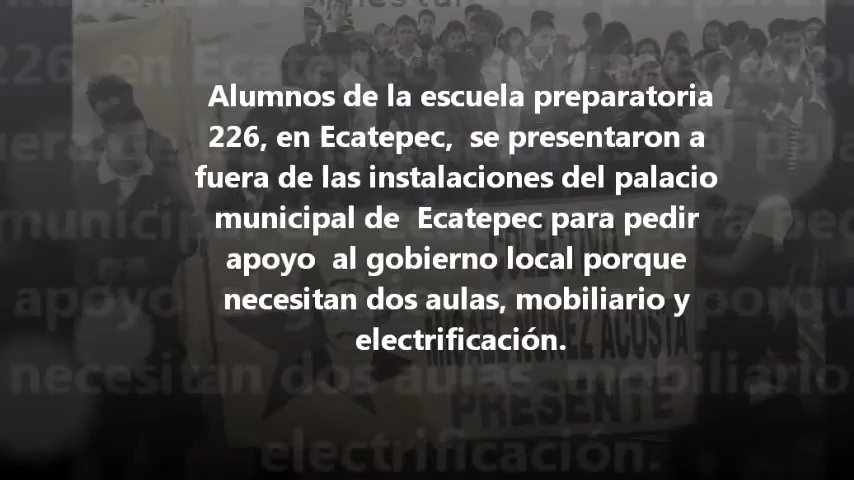 Alumnos de la escuela preparatoria
226, en Ecatepec, se presentaron a
fuera de las instalaciones del palacio
municipal de Ecatepec para pedir
apoyo al gobierno local porque
necesitan dos aulas, mobiliario y
electrificación.
ACOSTA
PRESENTE